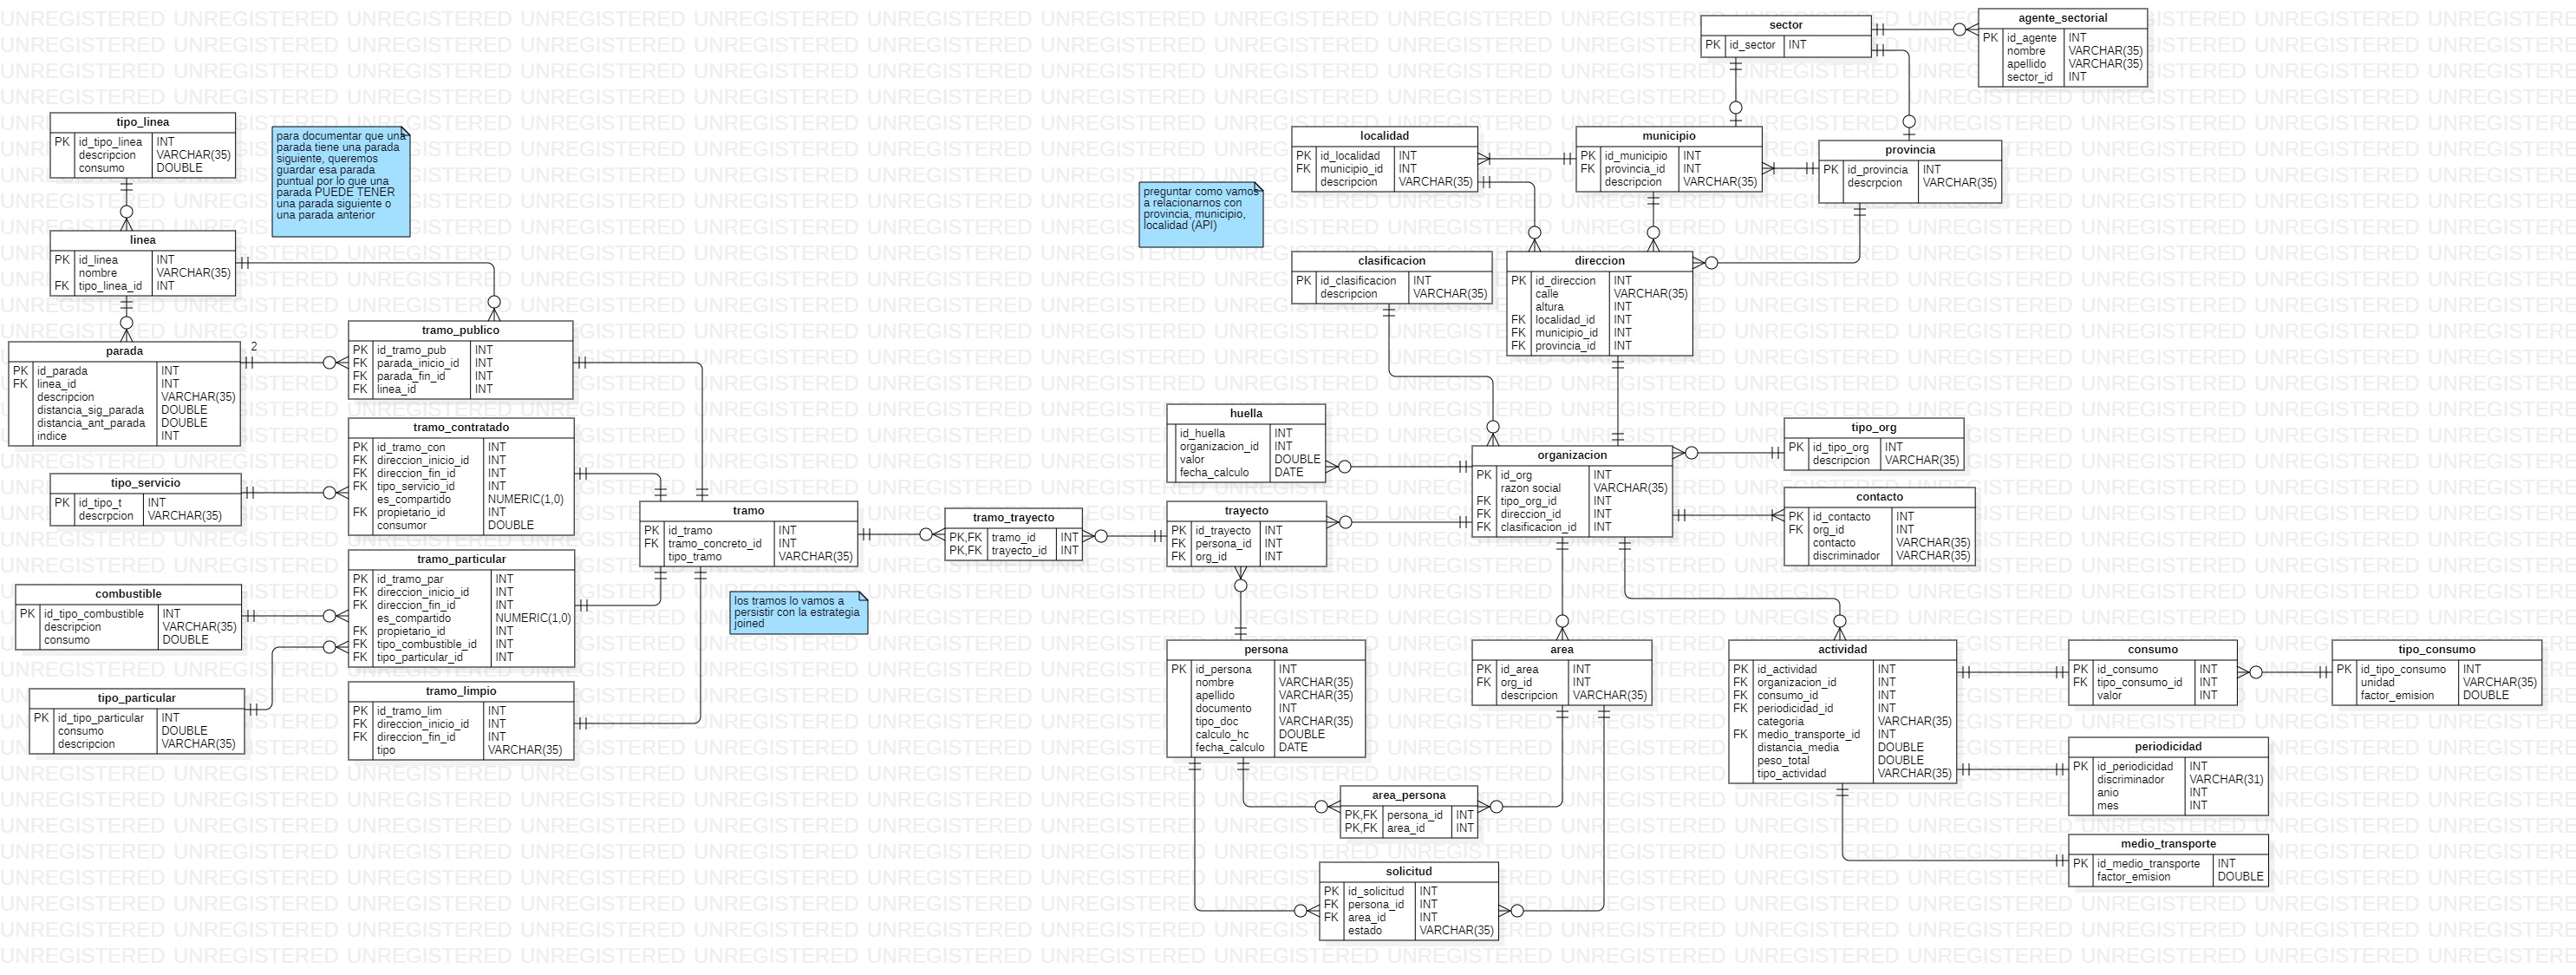 sector
PK id_sector INT
agente_sectorial
PK id_agente INT
nombre VARCHAR(35)
apellido VARCHAR(35)
sector_id INT
tipo_linea
PK id_tipo_linea INT
descripcion VARCHAR(35)
consumo DOUBLE
para documentar que una
parada tiene una parada
siguiente, queremos
guardar esa parada
puntual por lo que una
parada PUEDE TENER
una parada siguiente o
una parada anterior
localidad
PK id_localidad INT
FK municipio_id INT
descripcion VARCHAR(35)
municipio
PK id_municipio INT
FK provincia_id INT
descripcion VARCHAR(35)
provincia
PK id_provincia INT
descrpcion VARCHAR(35)
preguntar como vamos
a relacionarnos con
provincia, municipio,
localidad (API)
linea
PK id_linea INT
nombre VARCHAR(35)
FK tipo_linea_id INT
clasificacion
PK id_clasificacion INT
descripcion VARCHAR(35)
direccion
PK id_direccion INT
calle VARCHAR(35)
altura INT
FK localidad_id INT
FK municipio_id INT
FK provincia_id INT
parada
PK id_parada INT
FK linea_id INT
descripcion VARCHAR(35)
distancia_sig_parada DOUBLE
distancia_ant_parada DOUBLE
indice INT
2
tramo_publico
PK id_tramo_pub INT
FK parada_inicio_id INT
FK parada_fin_id INT
FK linea_id INT
tramo_contratado
PK id_tramo_con INT
FK direccion_inicio_id INT
FK direccion_fin_id INT
FK tipo_servicio_id INT
es_compartido NUMERIC(1,0)
FK propietario_id INT
consumor DOUBLE
tipo_servicio
PK id_tipo_t INT
descrpcion VARCHAR(35)
huella
id_huella INT
organizacion_id INT
valor DOUBLE
fecha_calculo DATE
organizacion
PK id_org INT
razon social VARCHAR(35)
FK tipo_org_id INT
FK direccion_id INT
FK clasificacion_id INT
tipo_org
PK id_tipo_org INT
descripcion VARCHAR(35)
contacto
PK id_contacto INT
FK org_id INT
contacto VARCHAR(35)
discriminador VARCHAR(35)
tramo
PK id_tramo INT
FK tramo_concreto_id INT
tipo_tramo VARCHAR(35)
tramo_trayecto
PK,FK tramo_id INT
PK,FK trayecto_id INT
trayecto
PK id_trayecto INT
FK persona_id INT
FK org_id INT
tramo_particular
PK id_tramo_par INT
FK direccion_inicio_id INT
FK direccion_fin_id INT
es_compartido NUMERIC(1,0)
FK propietario_id INT
FK tipo_combustible_id INT
FK tipo_particular_id INT
combustible
PK id_tipo_combustible INT
descripcion VARCHAR(35)
consumo DOUBLE
los tramos lo vamos a
persistir con la estrategia
joined
tipo_particular
PK id_tipo_particular INT
consumo DOUBLE
descripcion VARCHAR(35)
tramo_limpio
PK id_tramo_lim INT
FK direccion_inicio_id INT
FK direccion_fin_id INT
tipo VARCHAR(35)
persona
PK id_persona INT
nombre VARCHAR(35)
apellido VARCHAR(35)
documento INT
tipo_doc VARCHAR(35)
calculo_hc DOUBLE
fecha_calculo DATE
area
PK id_area INT
FK org_id INT
descripcion VARCHAR(35)
actividad
PK id_actividad INT
FK organizacion_id INT
FK consumo_id INT
FK periodicidad_id INT
categoria VARCHAR(35)
FK medio_transporte_id INT
distancia_media DOUBLE
peso_total DOUBLE
tipo_actividad VARCHAR(35)
consumo
PK id_consumo INT
FK tipo_consumo_id INT
valor INT
tipo_consumo
PK id_tipo_consumo INT
unidad VARCHAR(35)
factor_emision DOUBLE
periodicidad
PK id_periodicidad INT
discriminador VARCHAR(31)
anio INT
mes INT
area_persona
PK,FK persona_id INT
PK,FK area_id INT
medio_transporte
PK id_medio_transporte INT
factor_emision DOUBLE
solicitud
PK id_solicitud INT
FK persona_id INT
FK area_id INT
estado VARCHAR(35)